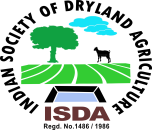 INDIAN SOCIETY OF DRYLAND AGRICULTURE
ISDA
Regd. No.1486 / 1986